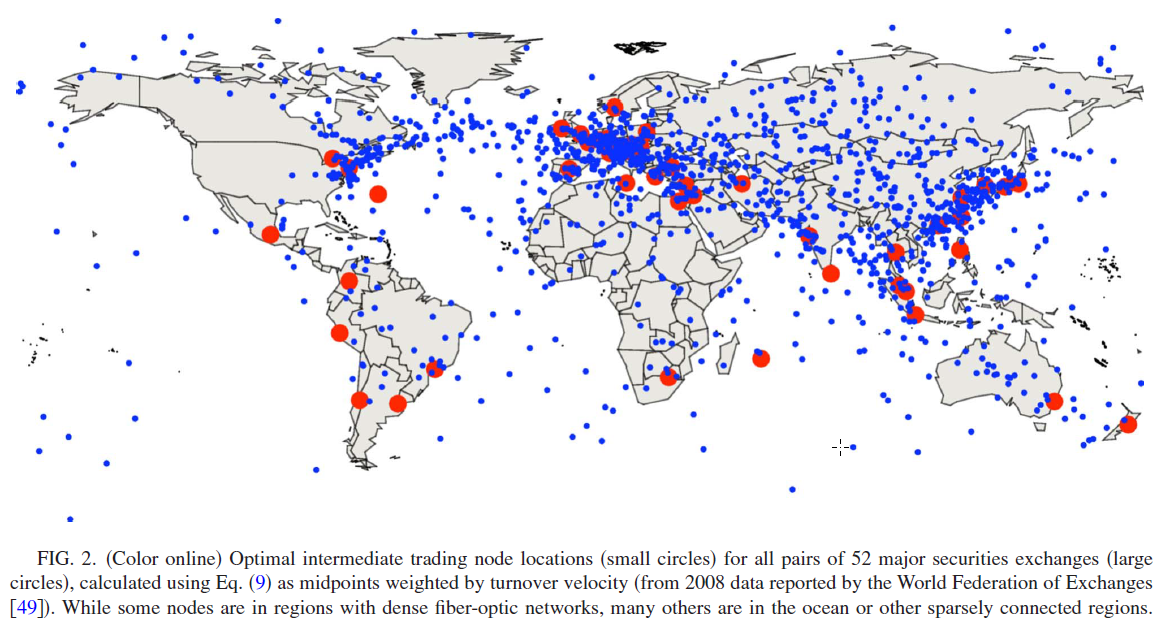 FIG. 2. (Color online) Optimal intermediate trading node locations (small circles) for all pairs of 52 major securities exchanges (large
circles), calculated using Eq. (9) as midpoints weighted by turnover velocity (from 2008 data reported by the World Federation of Exchanges
[49]). While some nodes are in regions with dense fiber-optic networks, many others are in the ocean or other sparsely connected regions.